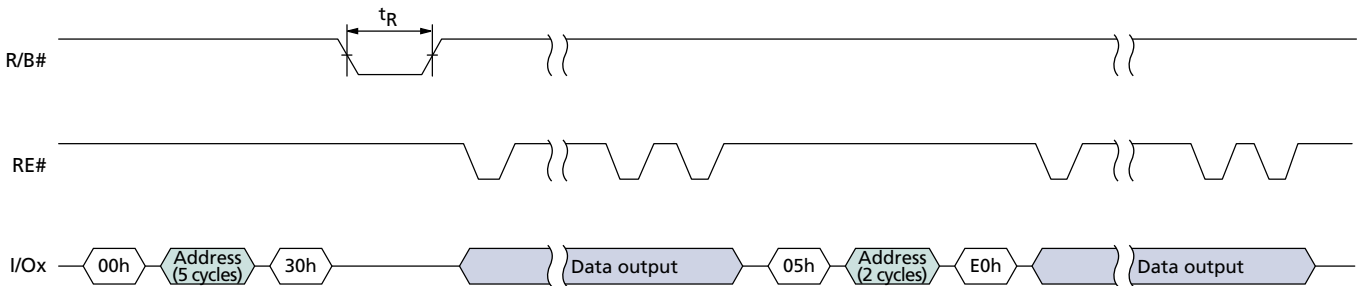 tR
R/B#
RE#
I/Ox
00h
Address
(5 cycles)
30h
Data output
05h
Address
(2 cycles)
E0h
Data output